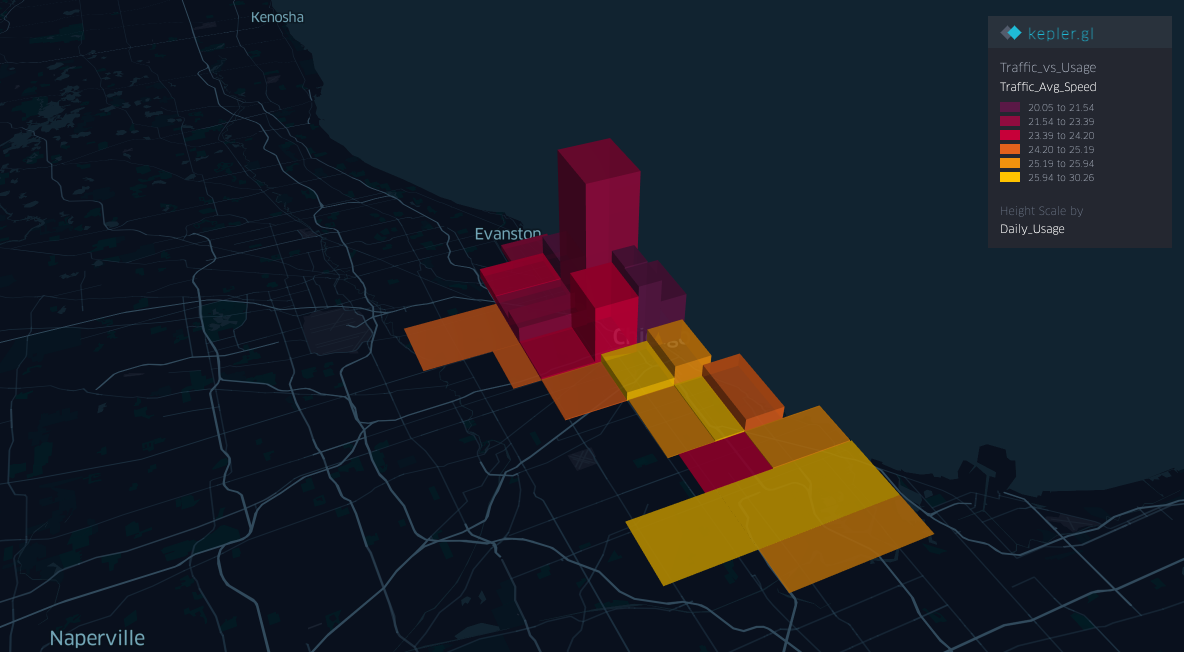 Kenosha
kepler.gl
Traffic_vs_Usage
Traffic_Avg_Speed
20.05 to 21.54
21.54 to 23.39
23.39 to 24.20
24.20 to 25.19
25.19 to 25.94
25.94 to 30.26
Height Scale by
Daily_Usage
Evanston
Naperville